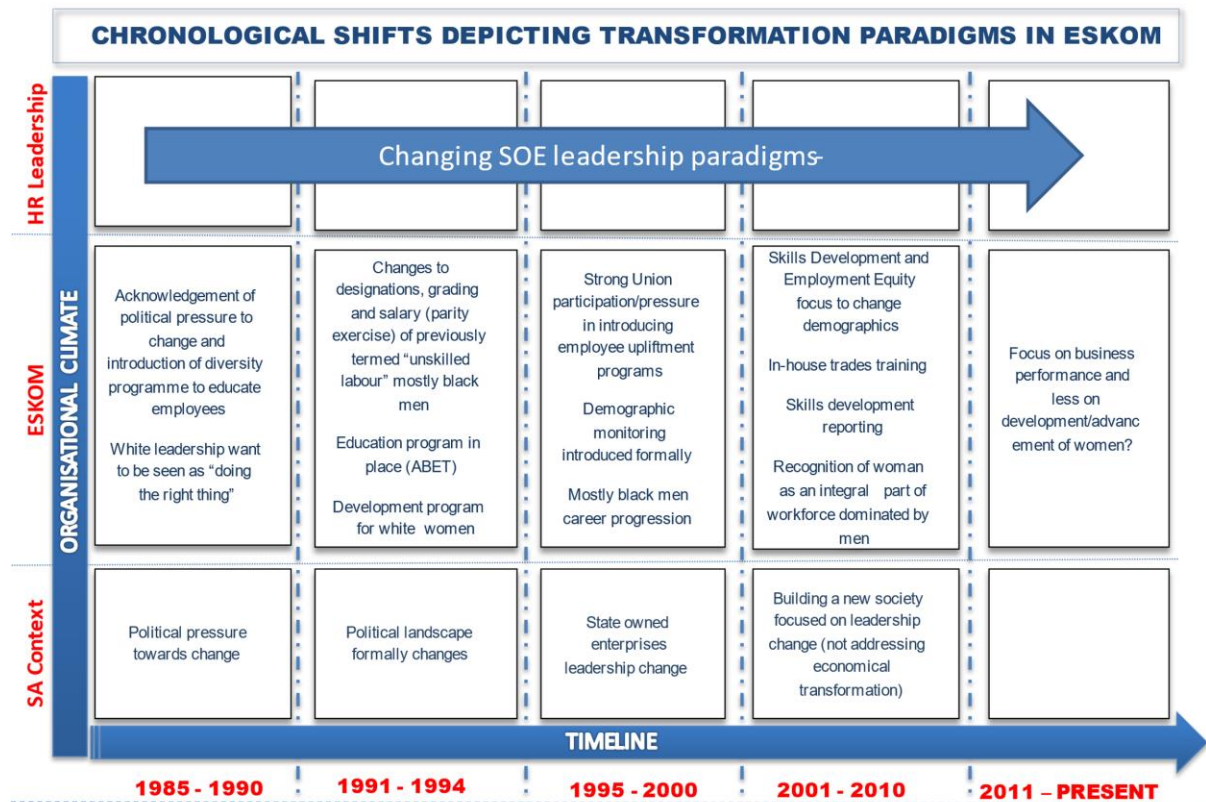 CHRONOLOGICAL SHIFTS DEPICTING TRANSFORMATION PARADIGMS IN ESKOM
HR Leadership
Changing SOE leadership paradigms-
ORGANISATIONAL CLIMATE
ESKOM
Acknowledgement of
political pressure to
change and
introduction of diversity
programme to educate
employees
White leadership want
to be seen as “doing
the right thing”
Changes to
designations, grading
and salary (parity
exercise) of previously
termed “unskilled
labour” mostly black
men
Education program in
place (ABET)
Development program
for white women
Strong Union
participation/pressure
in introducing
employee upliftment
programs
Demographic
monitoring
introduced formally
Mostly black men
career progression
Skills Development and
Employment Equity
focus to change
demographics
In-house trades training
Skills development
reporting
Recognition of woman
as an integral part of
workforce dominated by
men
Focus on business
performance and
less on
development/advanc
ement of women?
SA Context
Political pressure
towards change
Political landscape
formally changes
State owned
enterprises
leadership change
Building a new society
focused on leadership
change (not addressing
economical
transformation)
TIMELINE
1985 - 1990
1991 - 1994
1995 - 2000
2001 - 2010
2011 – PRESENT